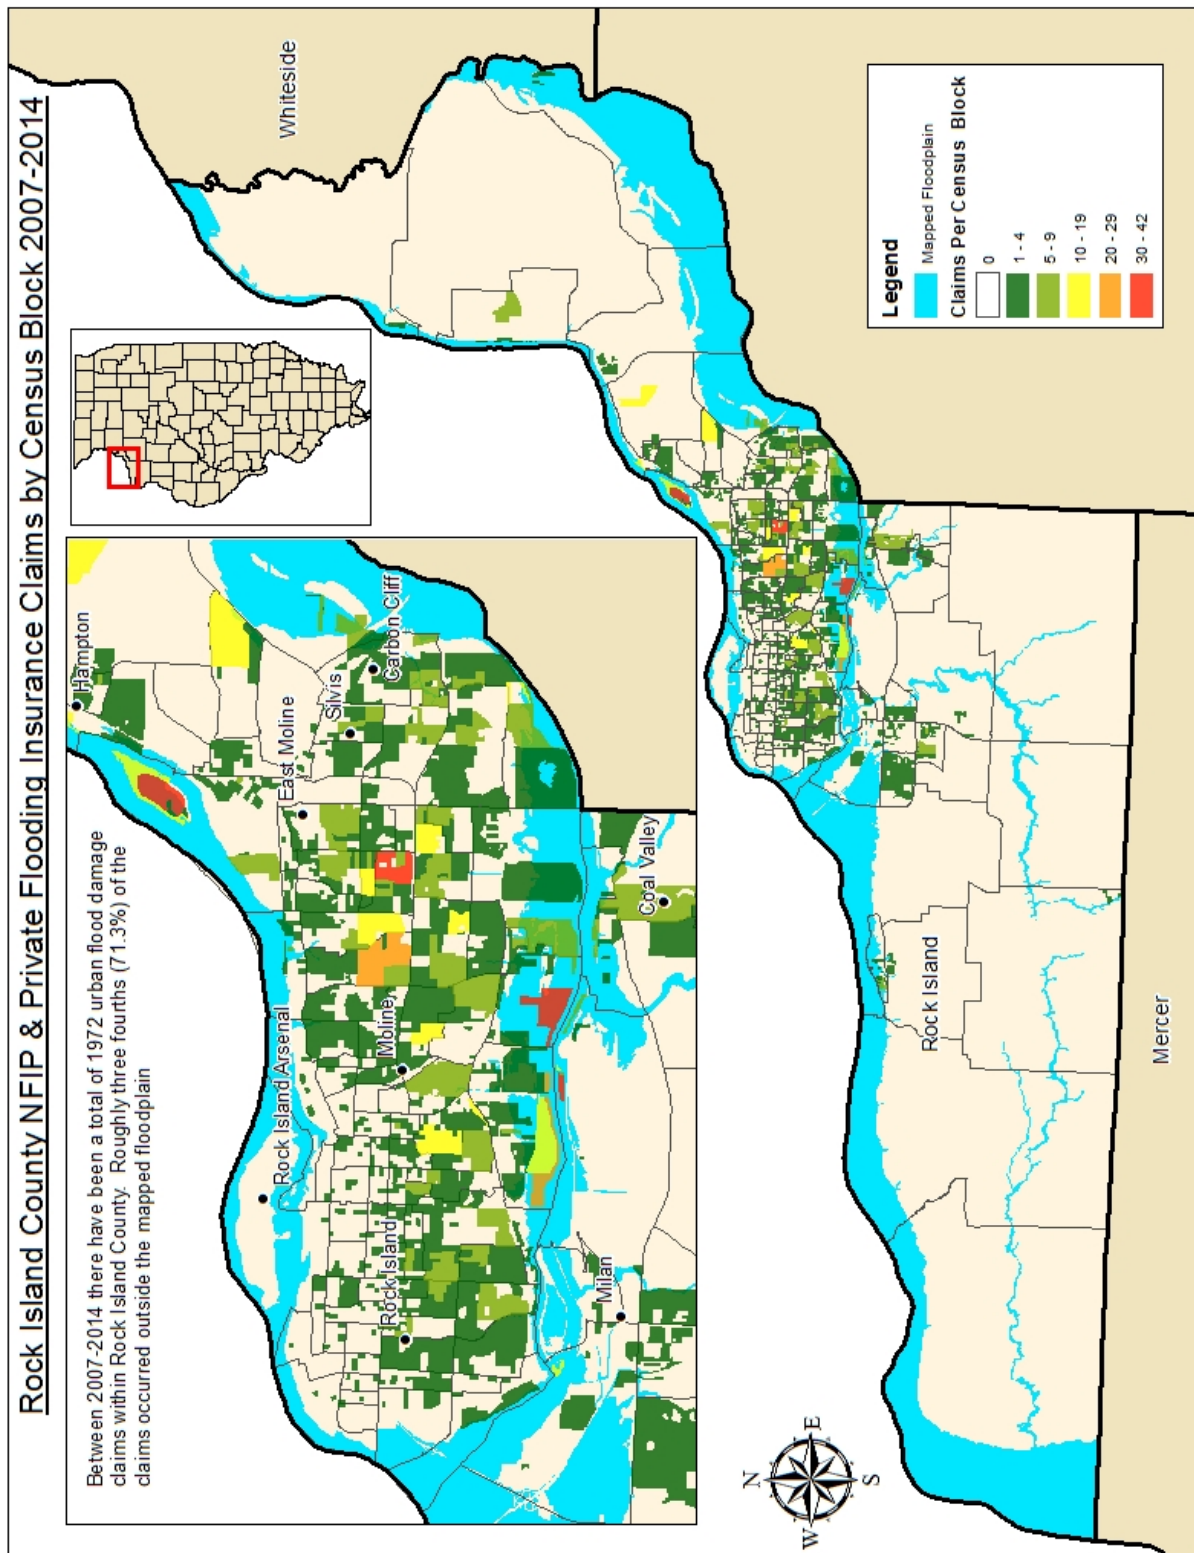 Rock Island County NFIP & Private Flooding Insurance Claims by Census Block 2007-2014
Between 2007-2014 there have been a total of 1972 urban flood damage
claims within Rock Island County.  Roughly three fourths (71.3%) of the
claims occurred outside the mapped floodplain
Hampton
East Moline
Silvis
Carbon Cliff
Rock Island Arsenal
Moline
Rock Island
Coal Valley
Milan
Whiteside
Rock Island
Mercer
N
W
E
S
Legend
Mapped Floodplain
Claims Per Census Block
0
1 - 4
5 - 9
10 - 19
20 - 29
30 - 42